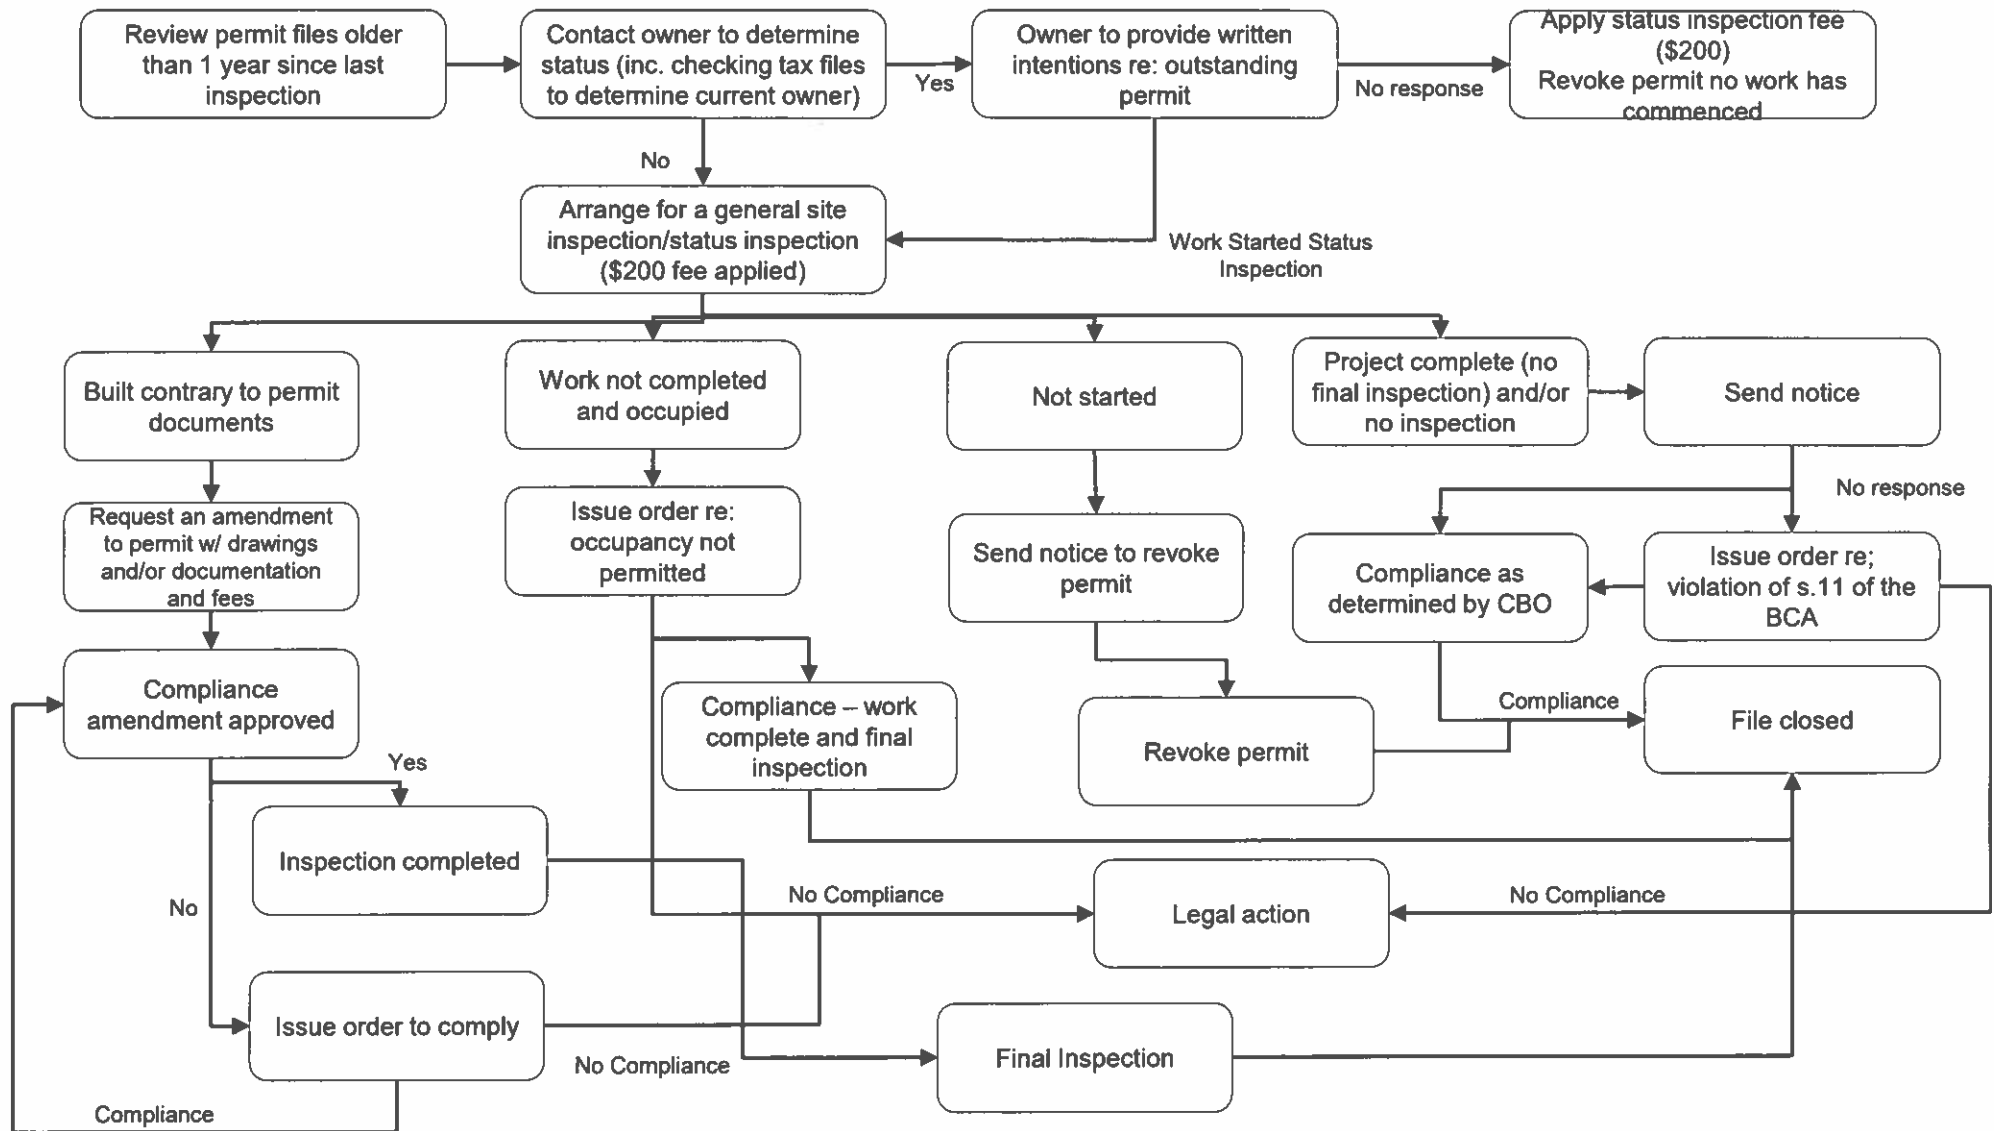 Review permit files older
than 1 year since last
inspection
Contact owner to determine
status (inc. checking tax files
to determine current owner)
Yes
Owner to provide written
intentions re: outstanding
permit
No response
Apply status inspection fee
($200)
Revoke permit no work has
commenced
No
Arrange for a general site
inspection/status inspection
($200 fee applied)
Work Started Status
Inspection
Built contrary to permit
documents
Work not completed
and occupied
Not started
Project complete (no
final inspection) and/or
no inspection
Send notice
No response
Request an amendment
to permit w/ drawings
and/or documentation
and fees
Issue order re:
occupancy not
permitted
Send notice to revoke
permit
Compliance as
determined by CBO
Issue order re;
violation of s.11 of the
BCA
Compliance
amendment approved
Compliance – work
complete and final
inspection
Revoke permit
Compliance
File closed
Yes
Inspection completed
No
No Compliance
Legal action
No Compliance
Issue order to comply
No Compliance
Final Inspection
Compliance